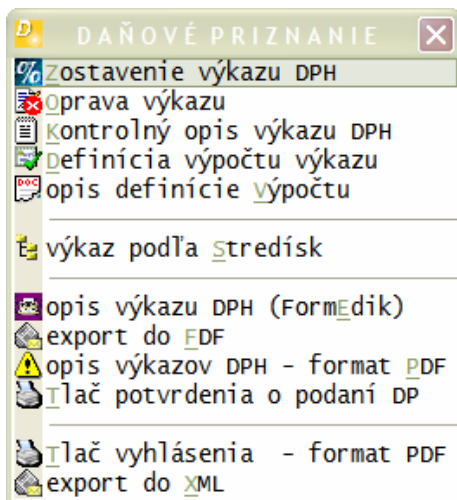 D. DAŇOVÉ PRIZNANIE
% Zostavenie výkazu DPH
Oprava výkazu
Kontrolný opis výkazu DPH
Definícia výpočtu výkazu
DOC opis definície Výpočtu
výkaz podľa Stredísk
opis výkazu DPH (FormEdik)
export do FDF
opis výkazov DPH - format PDF
Tlač potvrdenia o podaní DP
Tlač vyhlásenia - format PDF
export do XML